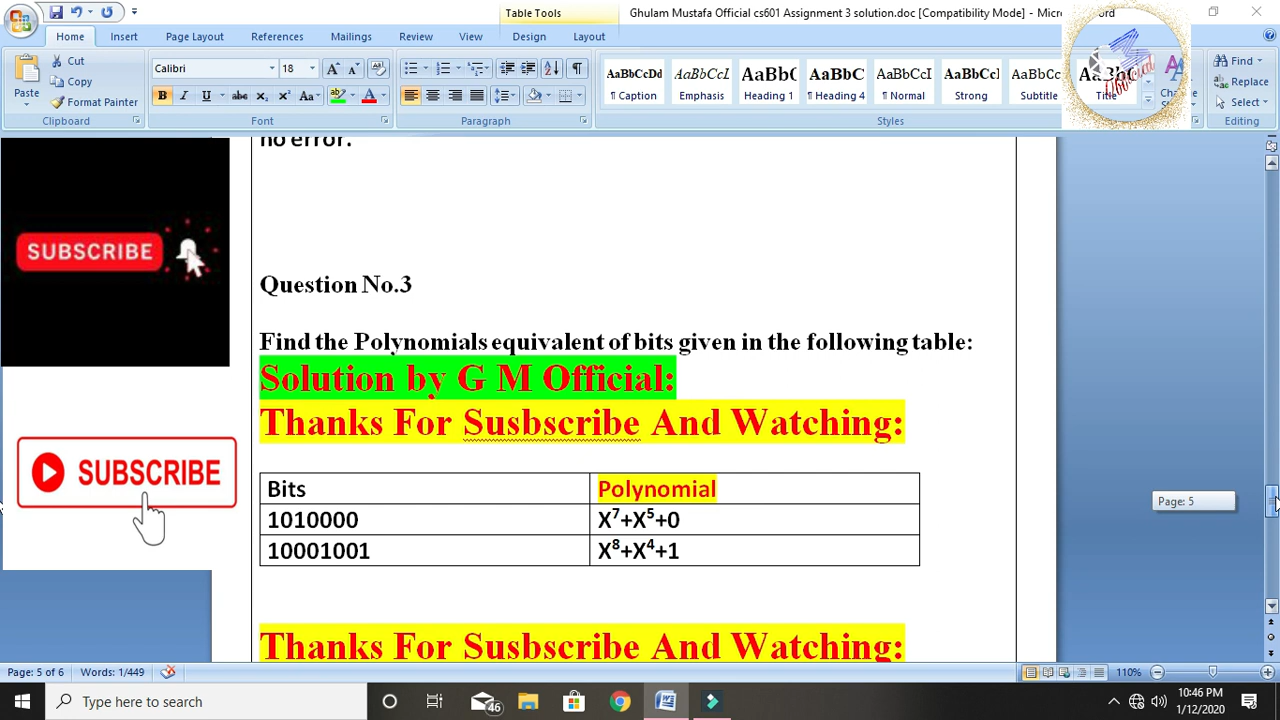 Table Tools
Ghulam Mustafa Official cs601 Assignment 3 solution.doc [Compatibility Mode] -
Home Insert Page Layout References Mailings Review View Design Layout
Paste
Cut
Copy
Format Painter
Clipboard
Calibri 18
Font
Paragraph
AaBbCcDd AaBbCcL AaBb( AaBbC AaBbCcI AaBbCcl AaBbCcl AaBbC
¶ Caption Emphasis Heading 1 ¶ Heading 4 ¶ Normal Strong Subtitle Title
Styles
Find
Replace
Select
Editing
Official
no error.
SUBSCRIBE
Question No.3
Find the Polynomials equivalent of bits given in the following table:
Solution by G M Official:
Thanks For Susbscribe And Watching:
SUBSCRIBE
Bits Polynomial
1010000 X⁷+X⁵+0
10001001 X⁸+X⁴+1
Page: 5
Thanks For Susbscribe And Watching:
Page: 5 of 6 Words: 1/449 110%
Type here to search
46
10:46 PM
1/12/2020